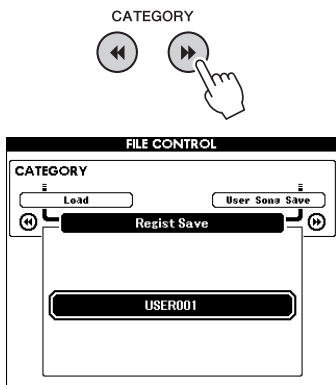 CATEGORY
FILE CONTROL
CATEGORY
Load
User Song Save
Regist Save
USER001